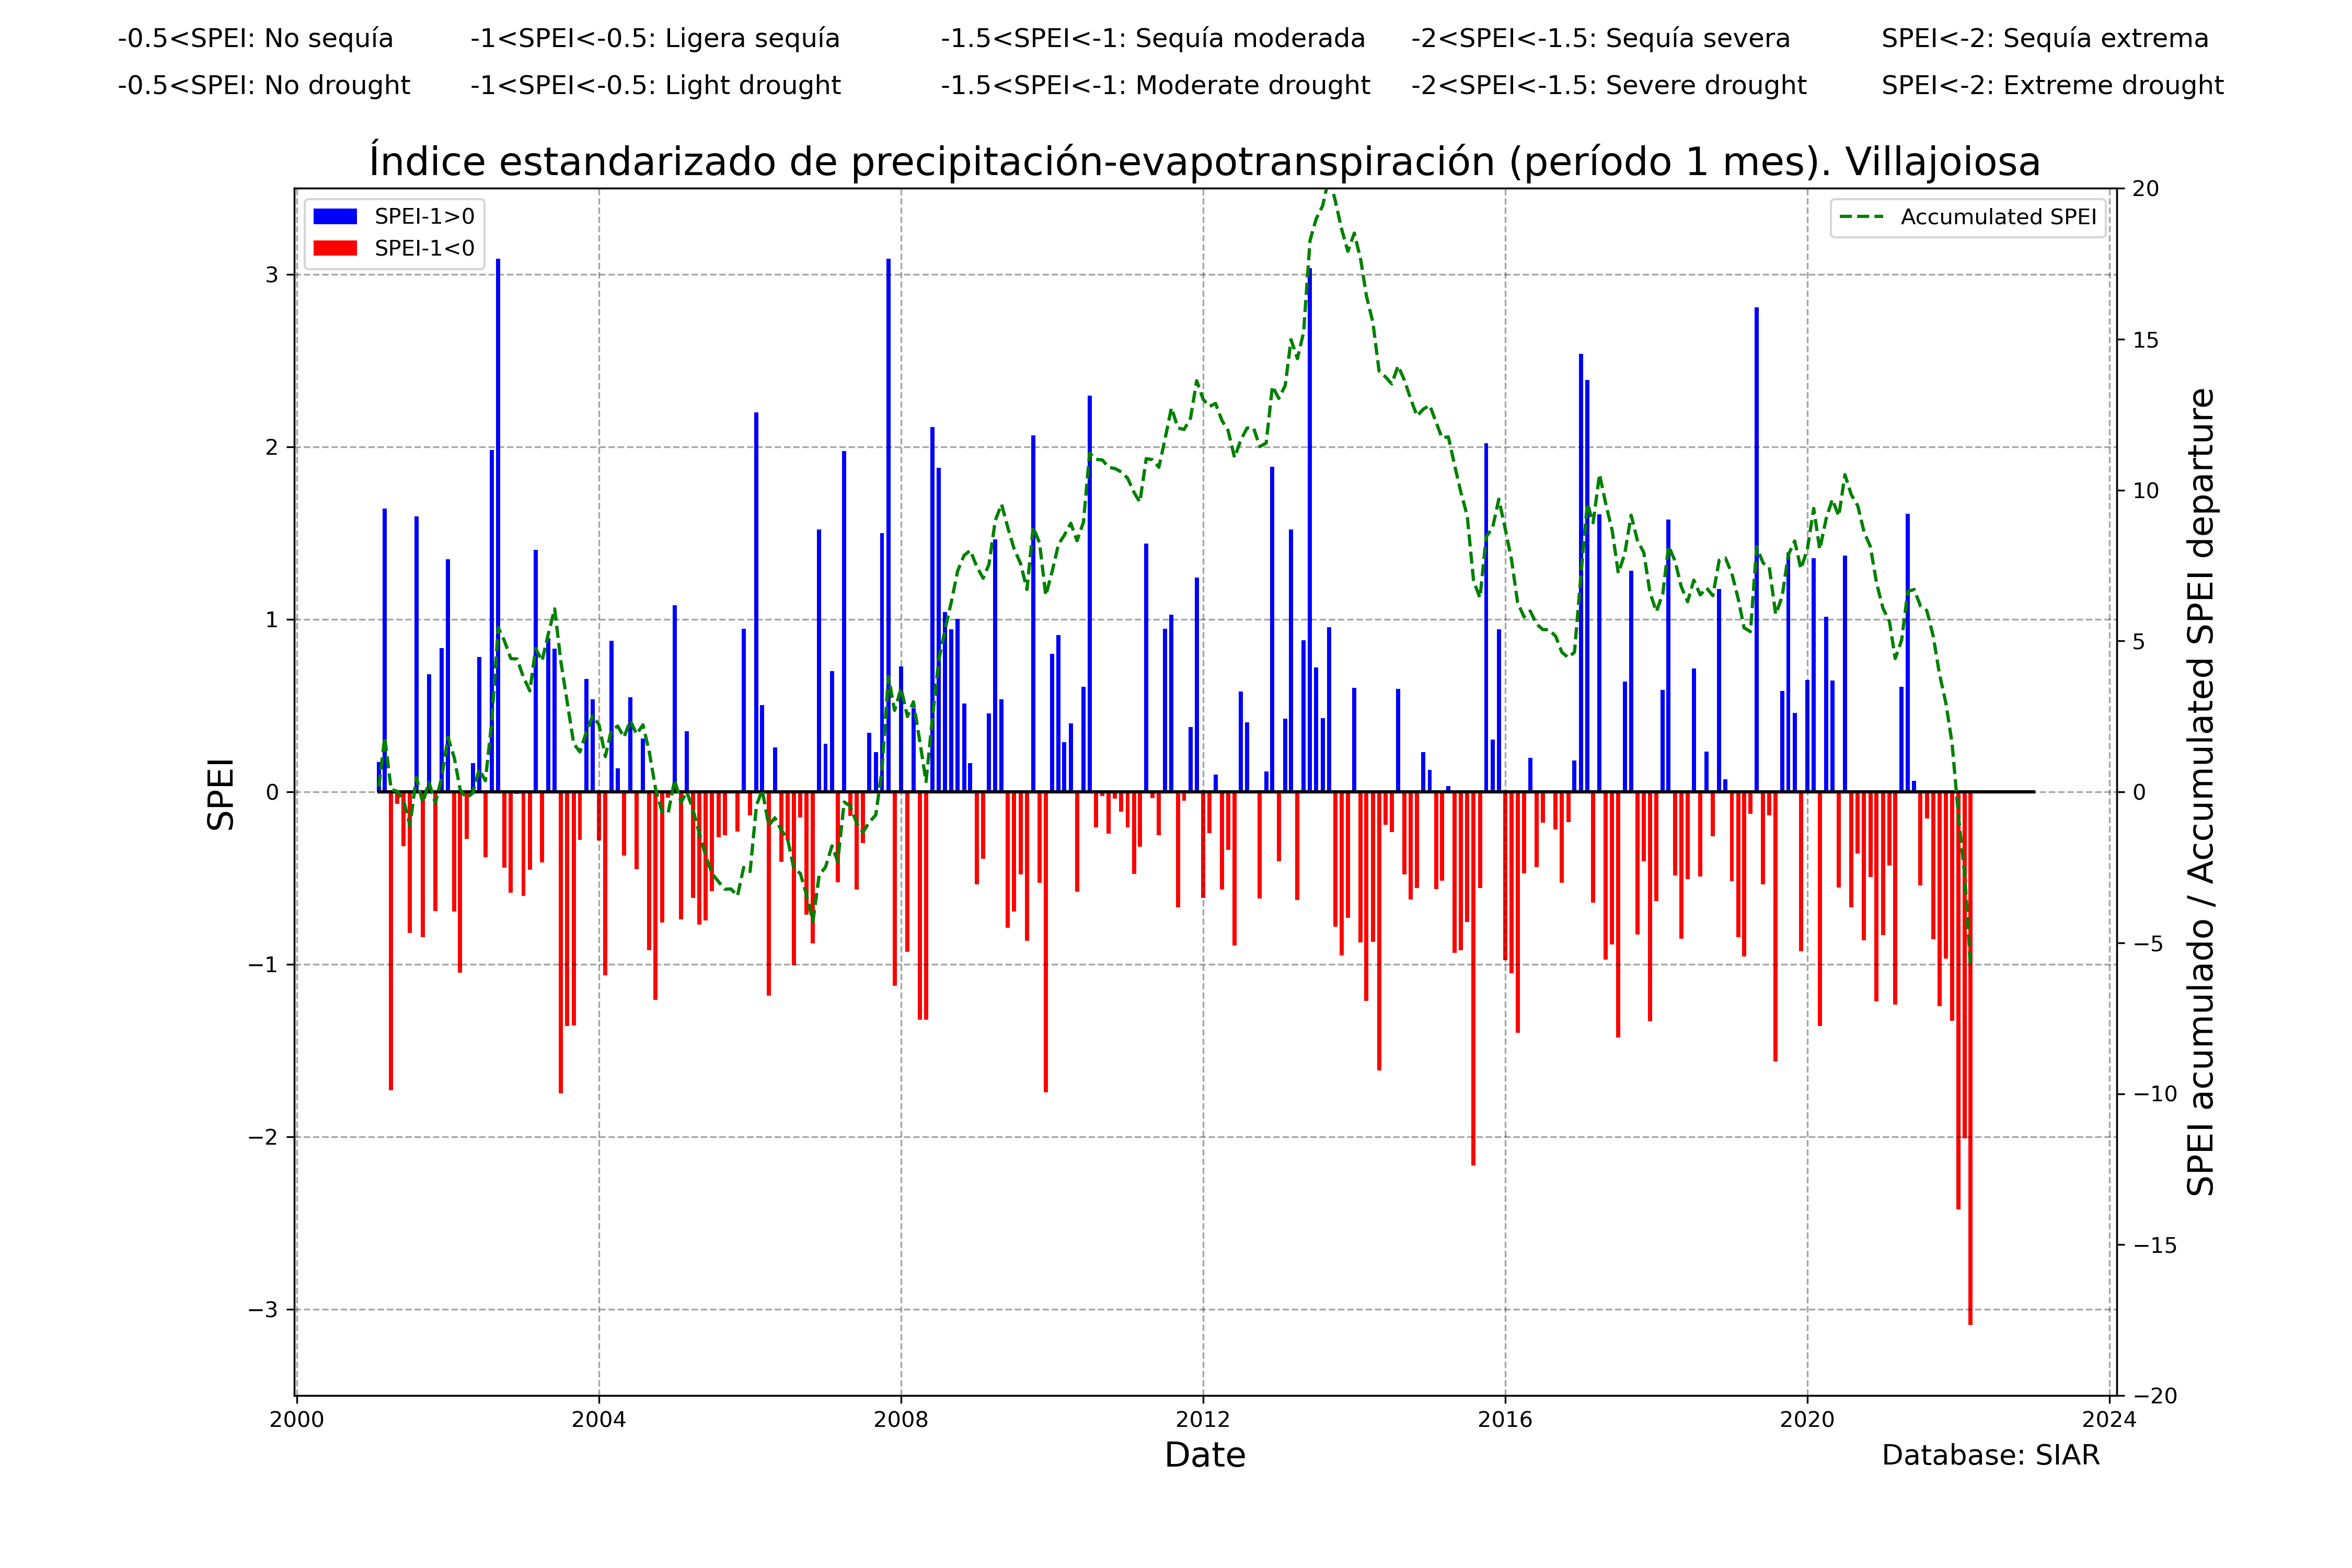 -0.5<SPEI: No sequía -1<SPEI<-0.5: Ligera sequía -1.5<SPEI<-1: Sequía moderada -2<SPEI<-1.5: Sequía severa SPEI<-2: Sequía extrema
-0.5<SPEI: No drought -1<SPEI<-0.5: Light drought -1.5<SPEI<-1: Moderate drought -2<SPEI<-1.5: Severe drought SPEI<-2: Extreme drought
Índice estandarizado de precipitación-evapotranspiración (período 1 mes). Villajoiosa
SPEI-1>0
SPEI-1<0
Accumulated SPEI
SPEI
3
2
1
0
−1
−2
−3
20
15
10
5
0
−5
−10
−15
−20
SPEI acumulado / Accumulated SPEI departure
2000 2004 2008 2012 2016 2020 2024
Date
Database: SIAR